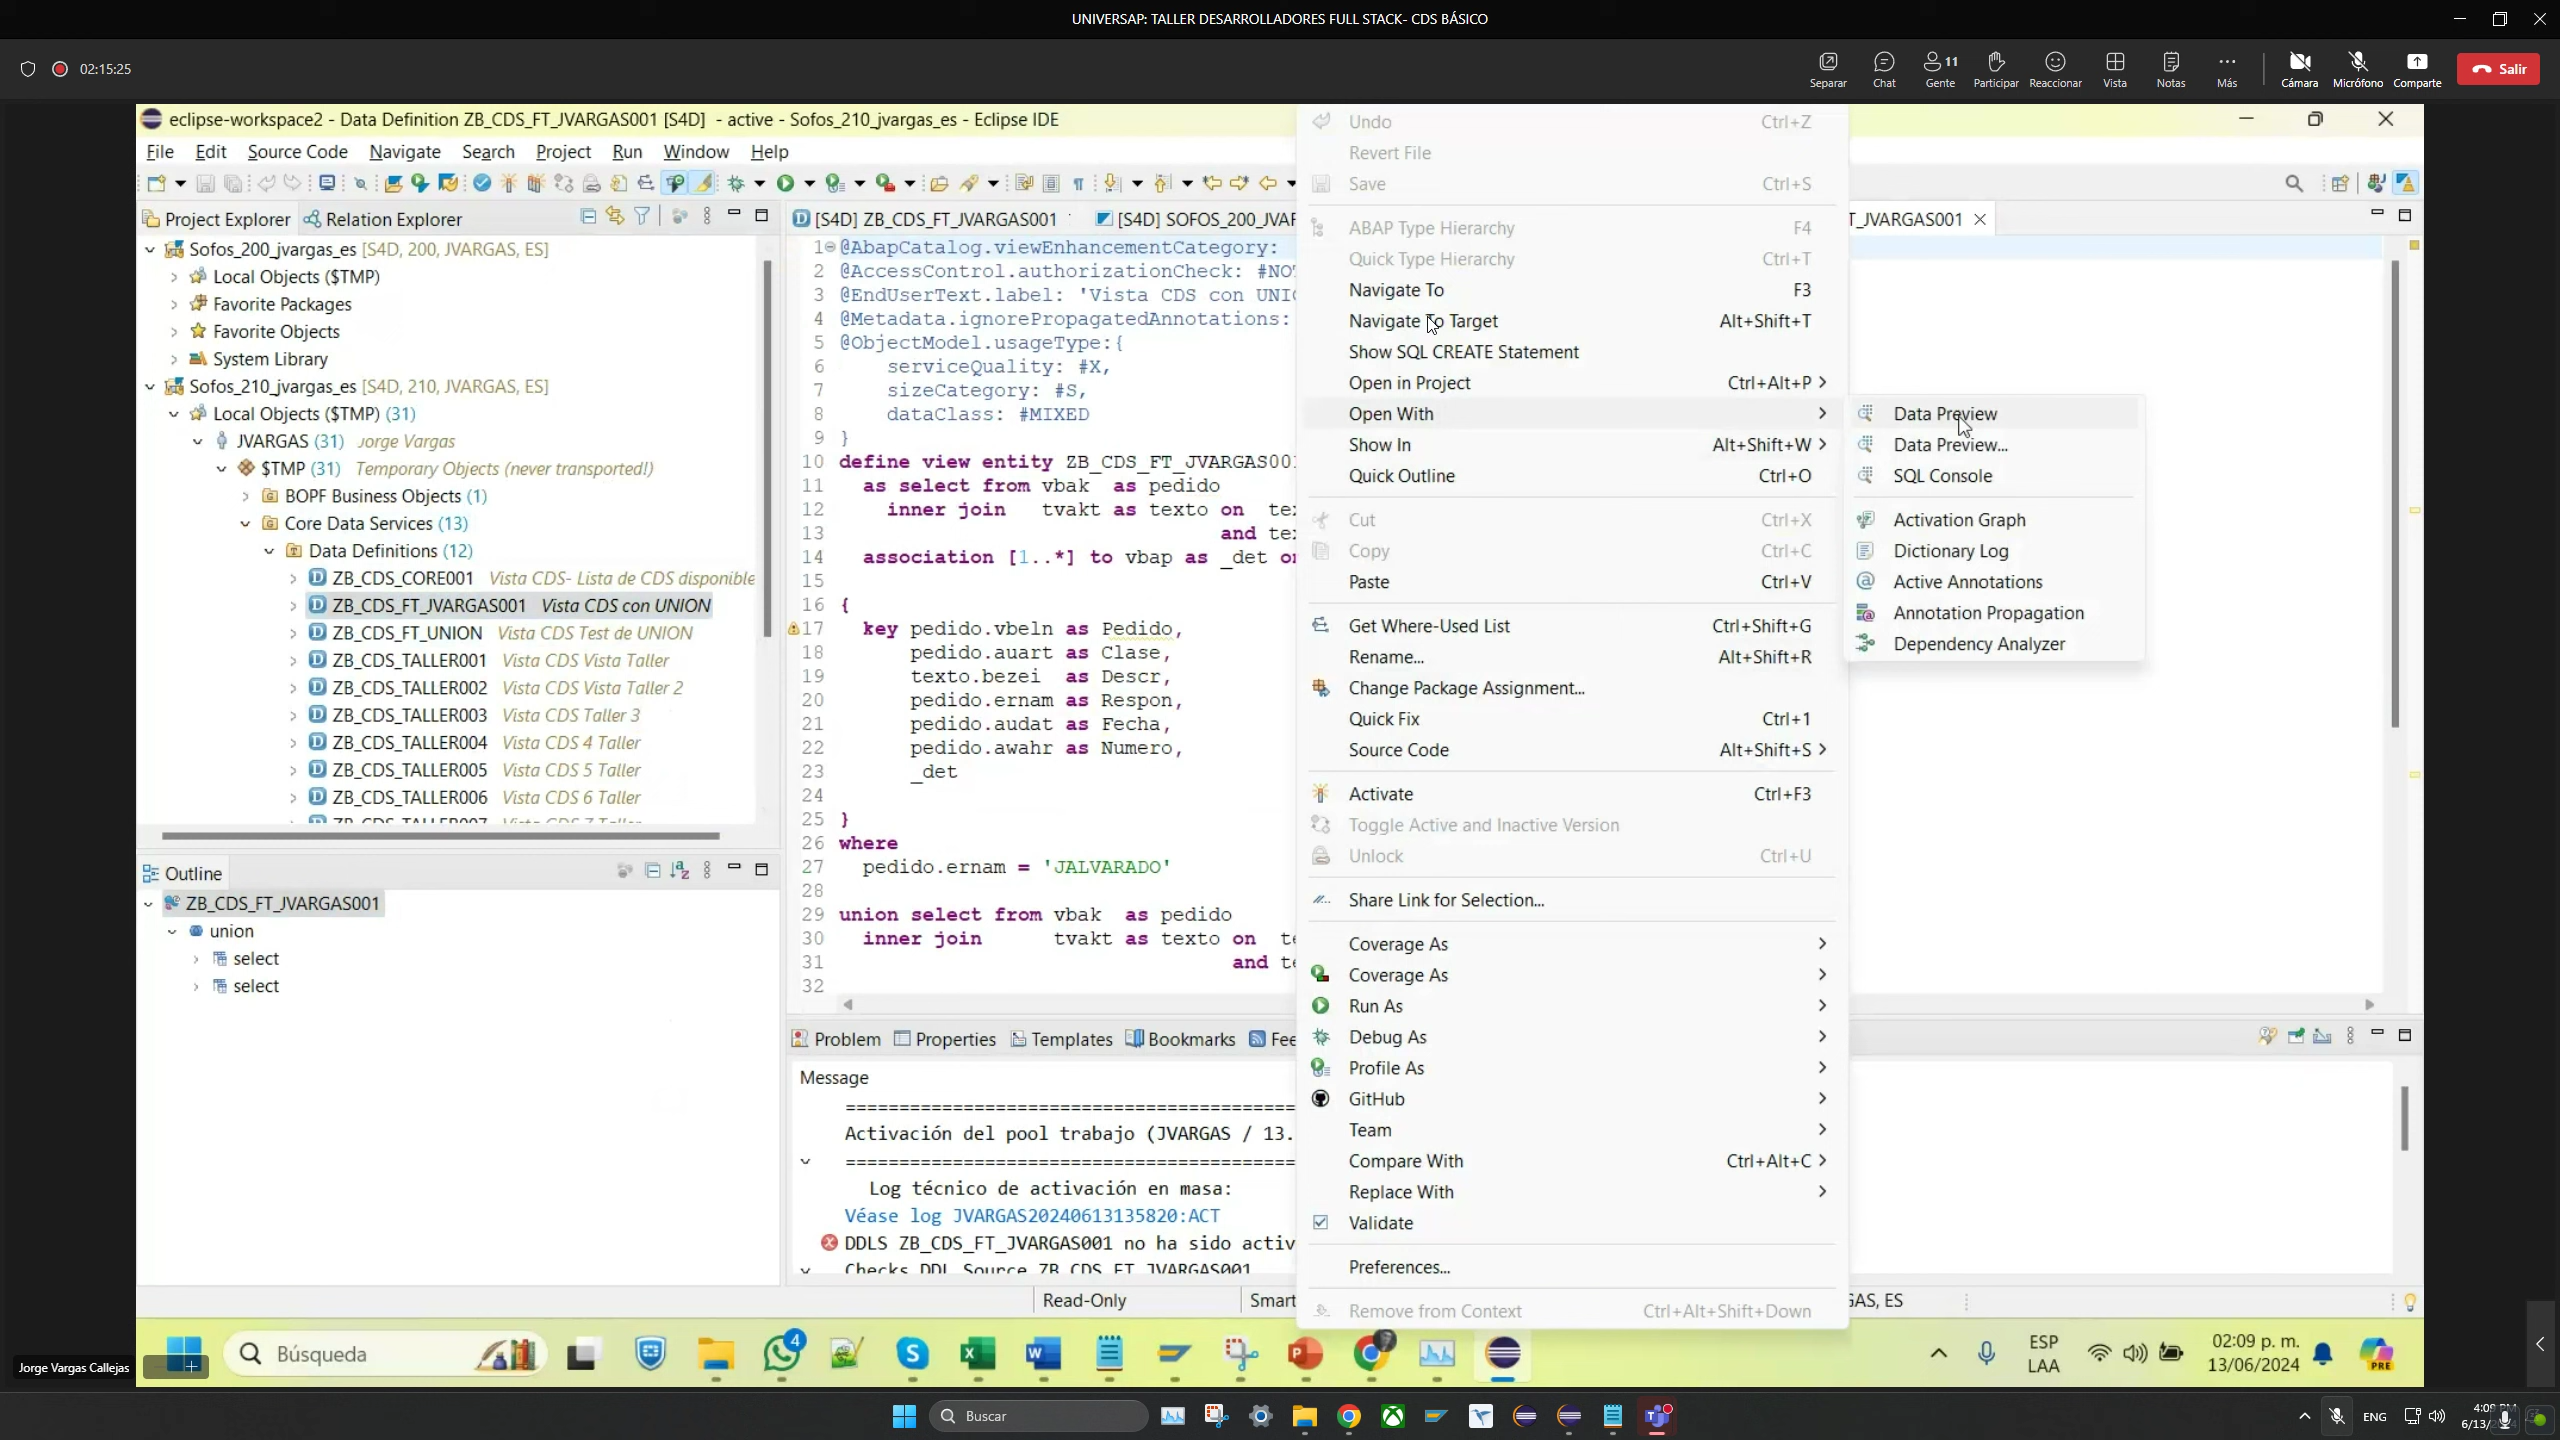 UNIVERSAP: TALLER DESARROLLADORES FULL STACK- CDS BÁSICO
02:15:25
Separar
Chat
Gente
11
Participar
Reaccionar
Vista
Notas
Más
Cámara
Micrófono
Comparte
Salir
eclipse-workspace2 - Data Definition ZB_CDS_FT_JVARGAS001 [S4D] - active - Sofos_210_jvargas_es - Eclipse IDE
File Edit Source Code Navigate Search Project Run Window Help
Project Explorer
Relation Explorer
Sofos_200_jvargas_es [S4D, 200, JVARGAS, ES]
Local Objects ($TMP)
Favorite Packages
Favorite Objects
System Library
Sofos_210_jvargas_es [S4D, 210, JVARGAS, ES]
Local Objects ($TMP) (31)
JVARGAS (31) Jorge Vargas
$TMP (31) Temporary Objects (never transported!)
BOPF Business Objects (1)
Core Data Services (13)
Data Definitions (12)
ZB_CDS_CORE001 Vista CDS- Lista de CDS disponible
ZB_CDS_FT_JVARGAS001 Vista CDS con UNION
ZB_CDS_FT_UNION Vista CDS Test de UNION
ZB_CDS_TALLER001 Vista CDS Vista Taller
ZB_CDS_TALLER002 Vista CDS Vista Taller 2
ZB_CDS_TALLER003 Vista CDS Taller 3
ZB_CDS_TALLER004 Vista CDS 4 Taller
ZB_CDS_TALLER005 Vista CDS 5 Taller
ZB_CDS_TALLER006 Vista CDS 6 Taller
Outline
ZB_CDS_FT_JVARGAS001
union
select
select
[S4D] ZB_CDS_FT_JVARGAS001
[S4D] SOFOS_200_JVAR
T_JVARGAS001
1 @AbapCatalog.viewEnhancementCategory:
2 @AccessControl.authorizationCheck: #NO
3 @EndUserText.label: 'Vista CDS con UNI
4 @Metadata.ignorePropagatedAnnotations:
5 @ObjectModel.usageType:{
6 serviceQuality: #X,
7 sizeCategory: #S,
8 dataClass: #MIXED
9 }
10 define view entity ZB_CDS_FT_JVARGAS001
11 as select from vbak as pedido
12 inner join tvakt as texto on te
13 and te
14 association [1..*] to vbap as _det on
15
16 {
17 key pedido.vbeln as Pedido,
18 pedido.auart as Clase,
19 texto.bezei as Descr,
20 pedido.ernam as Respon,
21 pedido.audat as Fecha,
22 pedido.awahr as Numero,
23 _det
24
25 }
26 where
27 pedido.ernam = 'JALVARADO'
28
29 union select from vbak as pedido
30 inner join tvakt as texto on te
31 and te
32
Undo Ctrl+Z
Revert File
Save Ctrl+S
ABAP Type Hierarchy F4
Quick Type Hierarchy Ctrl+T
Navigate To F3
Navigate To Target Alt+Shift+T
Show SQL CREATE Statement
Open in Project Ctrl+Alt+P
Open With
Show In Alt+Shift+W
Quick Outline Ctrl+O
Cut Ctrl+X
Copy Ctrl+C
Paste Ctrl+V
Get Where-Used List Ctrl+Shift+G
Rename... Alt+Shift+R
Change Package Assignment...
Quick Fix Ctrl+1
Source Code Alt+Shift+S
Activate Ctrl+F3
Toggle Active and Inactive Version
Unlock Ctrl+U
Share Link for Selection...
Coverage As
Coverage As
Run As
Debug As
Profile As
GitHub
Team
Compare With Ctrl+Alt+C
Replace With
Validate
Preferences...
Remove from Context Ctrl+Alt+Shift+Down
Data Preview
Data Preview...
SQL Console
Activation Graph
Dictionary Log
Active Annotations
Annotation Propagation
Dependency Analyzer
Problem
Properties
Templates
Bookmarks
Fee
Message
==========================================
Activación del pool trabajo (JVARGAS / 13.
==========================================
Log técnico de activación en masa:
Véase log JVARGAS20240613135820:ACT
DDLS ZB_CDS_FT_JVARGAS001 no ha sido activ
Checks DDL Source ZB_CDS_FT_JVARGAS001
Read-Only
Smart
GAS, ES
Jorge Vargas Callejas
Búsqueda
4
ESP
LAA
02:09 p. m.
13/06/2024
PRE
Buscar
ENG